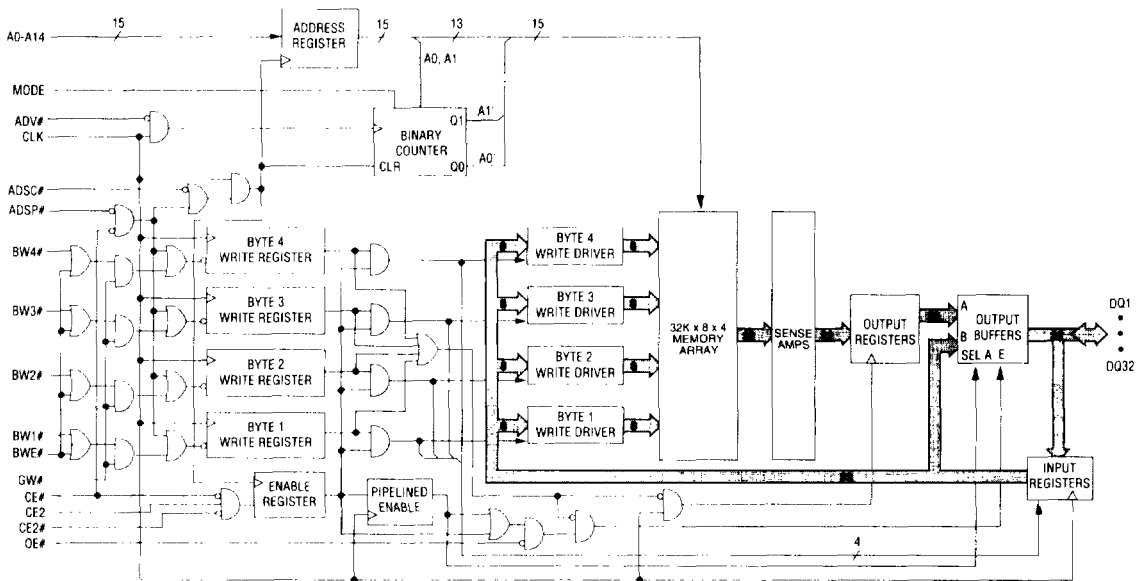 A0-A14
15
ADDRESS
REGISTER
15
13
15
A0, A1
MODE
ADV#
CLK
BINARY
COUNTER
CLR
Q1
Q0
A1'
A0'
ADSC#
ADSP#
BW4#
BW3#
BW2#
BW1#
BWE#
GW#
CE#
CE2
CE2#
OE#
BYTE 4
WRITE REGISTER
BYTE 3
WRITE REGISTER
BYTE 2
WRITE REGISTER
BYTE 1
WRITE REGISTER
ENABLE
REGISTER
PIPELINED
ENABLE
BYTE 4
WRITE DRIVER
BYTE 3
WRITE DRIVER
BYTE 2
WRITE DRIVER
BYTE 1
WRITE DRIVER
32K x 8 x 4
MEMORY
ARRAY
SENSE
AMPS
OUTPUT
REGISTERS
A
OUTPUT
B BUFFERS
SEL A E
DQ1
DQ32
INPUT
REGISTERS
4